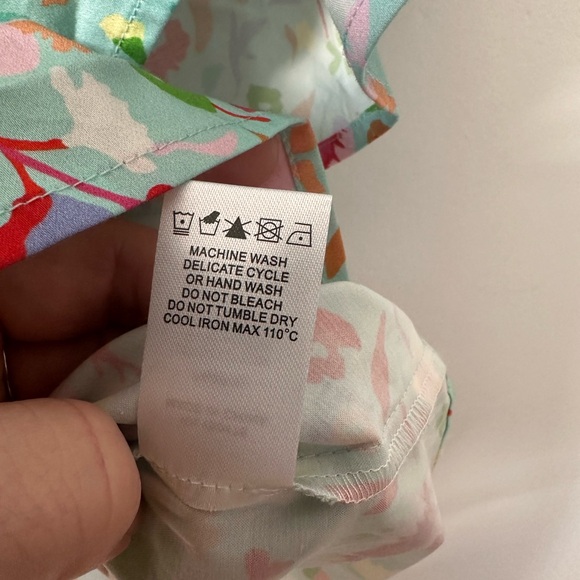 MACHINE WASH
DELICATE CYCLE
OR HAND WASH
DO NOT BLEACH
DO NOT TUMBLE DRY
COOL IRON MAX 110°C